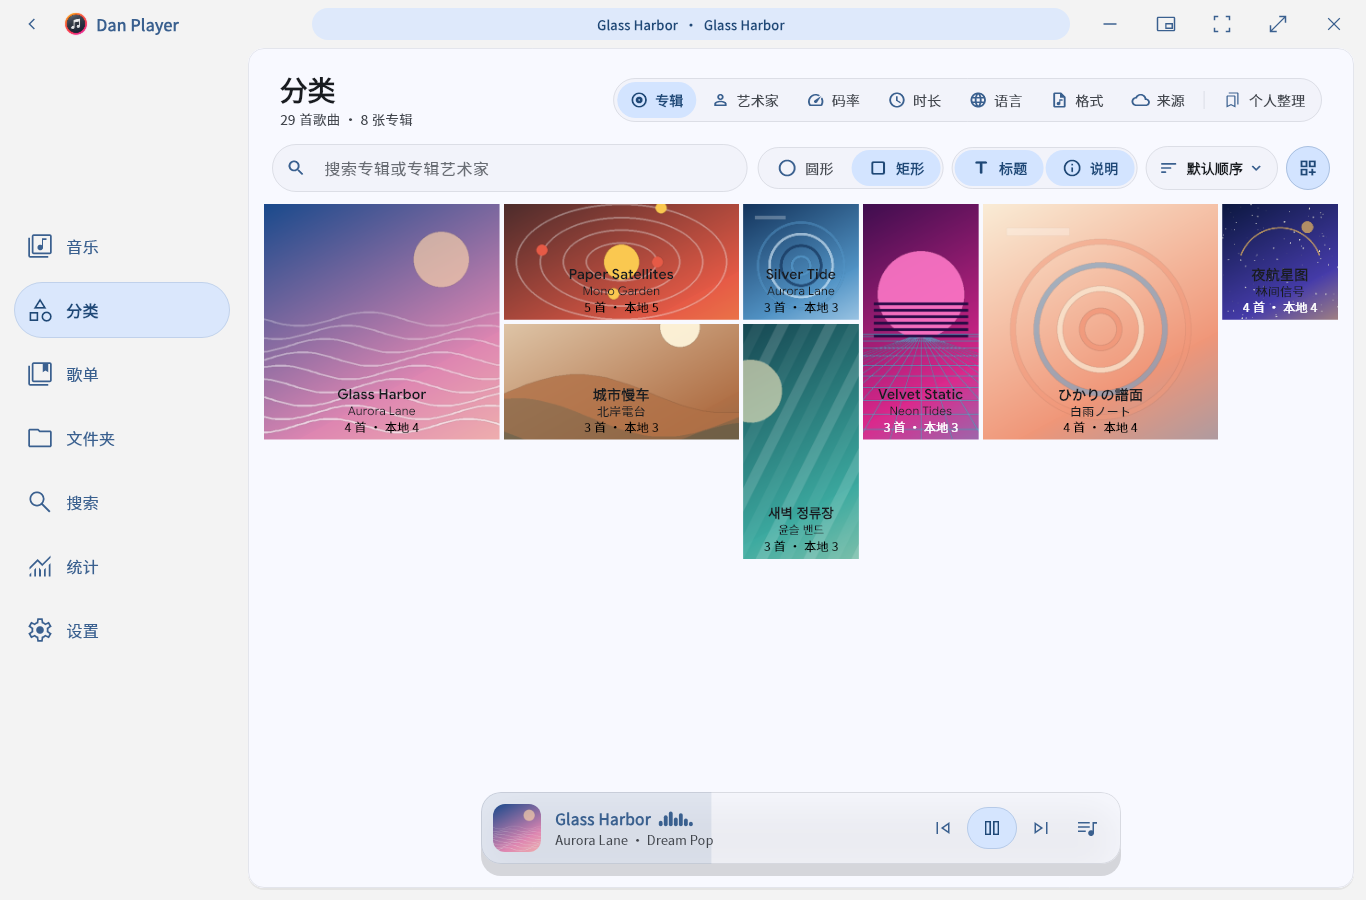 Dan Player
Glass Harbor • Glass Harbor
分类
29 首歌曲 • 8 张专辑
专辑
艺术家
码率
时长
语言
格式
来源
个人整理
搜索专辑或专辑艺术家
圆形
矩形
标题
说明
默认顺序
音乐
分类
歌单
文件夹
搜索
统计
设置
Glass Harbor
Aurora Lane
4 首 • 本地 4
Paper Satellites
Mono Garden
5 首 • 本地 5
Silver Tide
Aurora Lane
3 首 • 本地 3
Velvet Static
Neon Tides
3 首 • 本地 3
ひかりの譜面
白雨ノート
4 首 • 本地 4
夜航星图
林间信号
4 首 • 本地 4
城市慢车
北岸電台
3 首 • 本地 3
새벽 정류장
윤슬 밴드
3 首 • 本地 3
Glass Harbor
Aurora Lane • Dream Pop